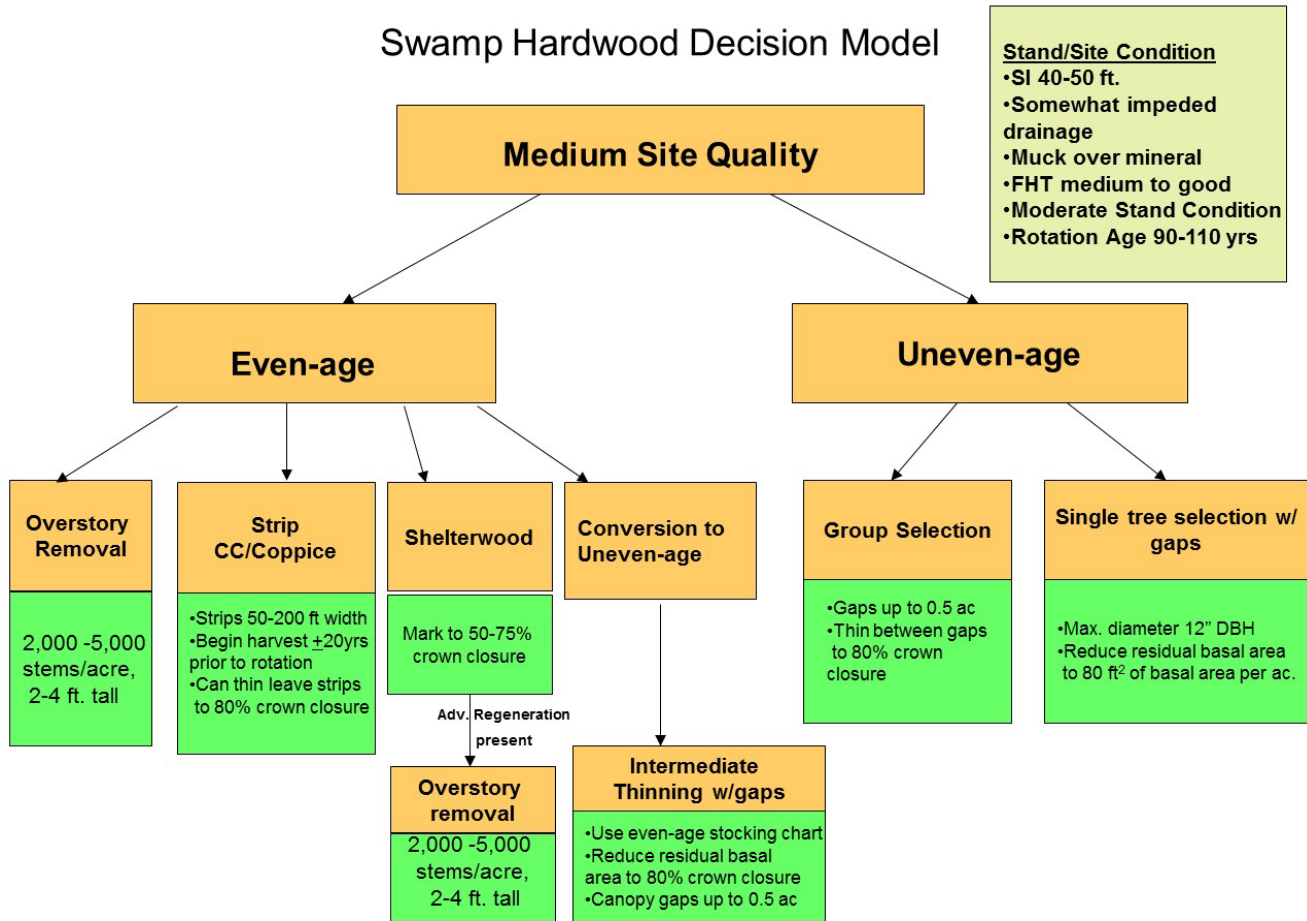 Swamp Hardwood Decision Model
Stand/Site Condition
•SI 40-50 ft.
•Somewhat impeded
drainage
•Muck over mineral
•FHT medium to good
•Moderate Stand Condition
•Rotation Age 90-110 yrs
Medium Site Quality
Even-age
Uneven-age
Overstory
Removal
2,000 -5,000
stems/acre,
2-4 ft. tall
Strip
CC/Coppice
•Strips 50-200 ft width
•Begin harvest ±20yrs
prior to rotation
•Can thin leave strips
to 80% crown closure
Shelterwood
Mark to 50-75%
crown closure
Adv. Regeneration
present
Overstory
removal
2,000 -5,000
stems/acre,
2-4 ft. tall
Conversion to
Uneven-age
Intermediate
Thinning w/gaps
•Use even-age stocking chart
•Reduce residual basal
area to 80% crown closure
•Canopy gaps up to 0.5 ac
Group Selection
•Gaps up to 0.5 ac
•Thin between gaps
to 80% crown
closure
Single tree selection w/
gaps
•Max. diameter 12” DBH
•Reduce residual basal area
to 80 ft² of basal area per ac.